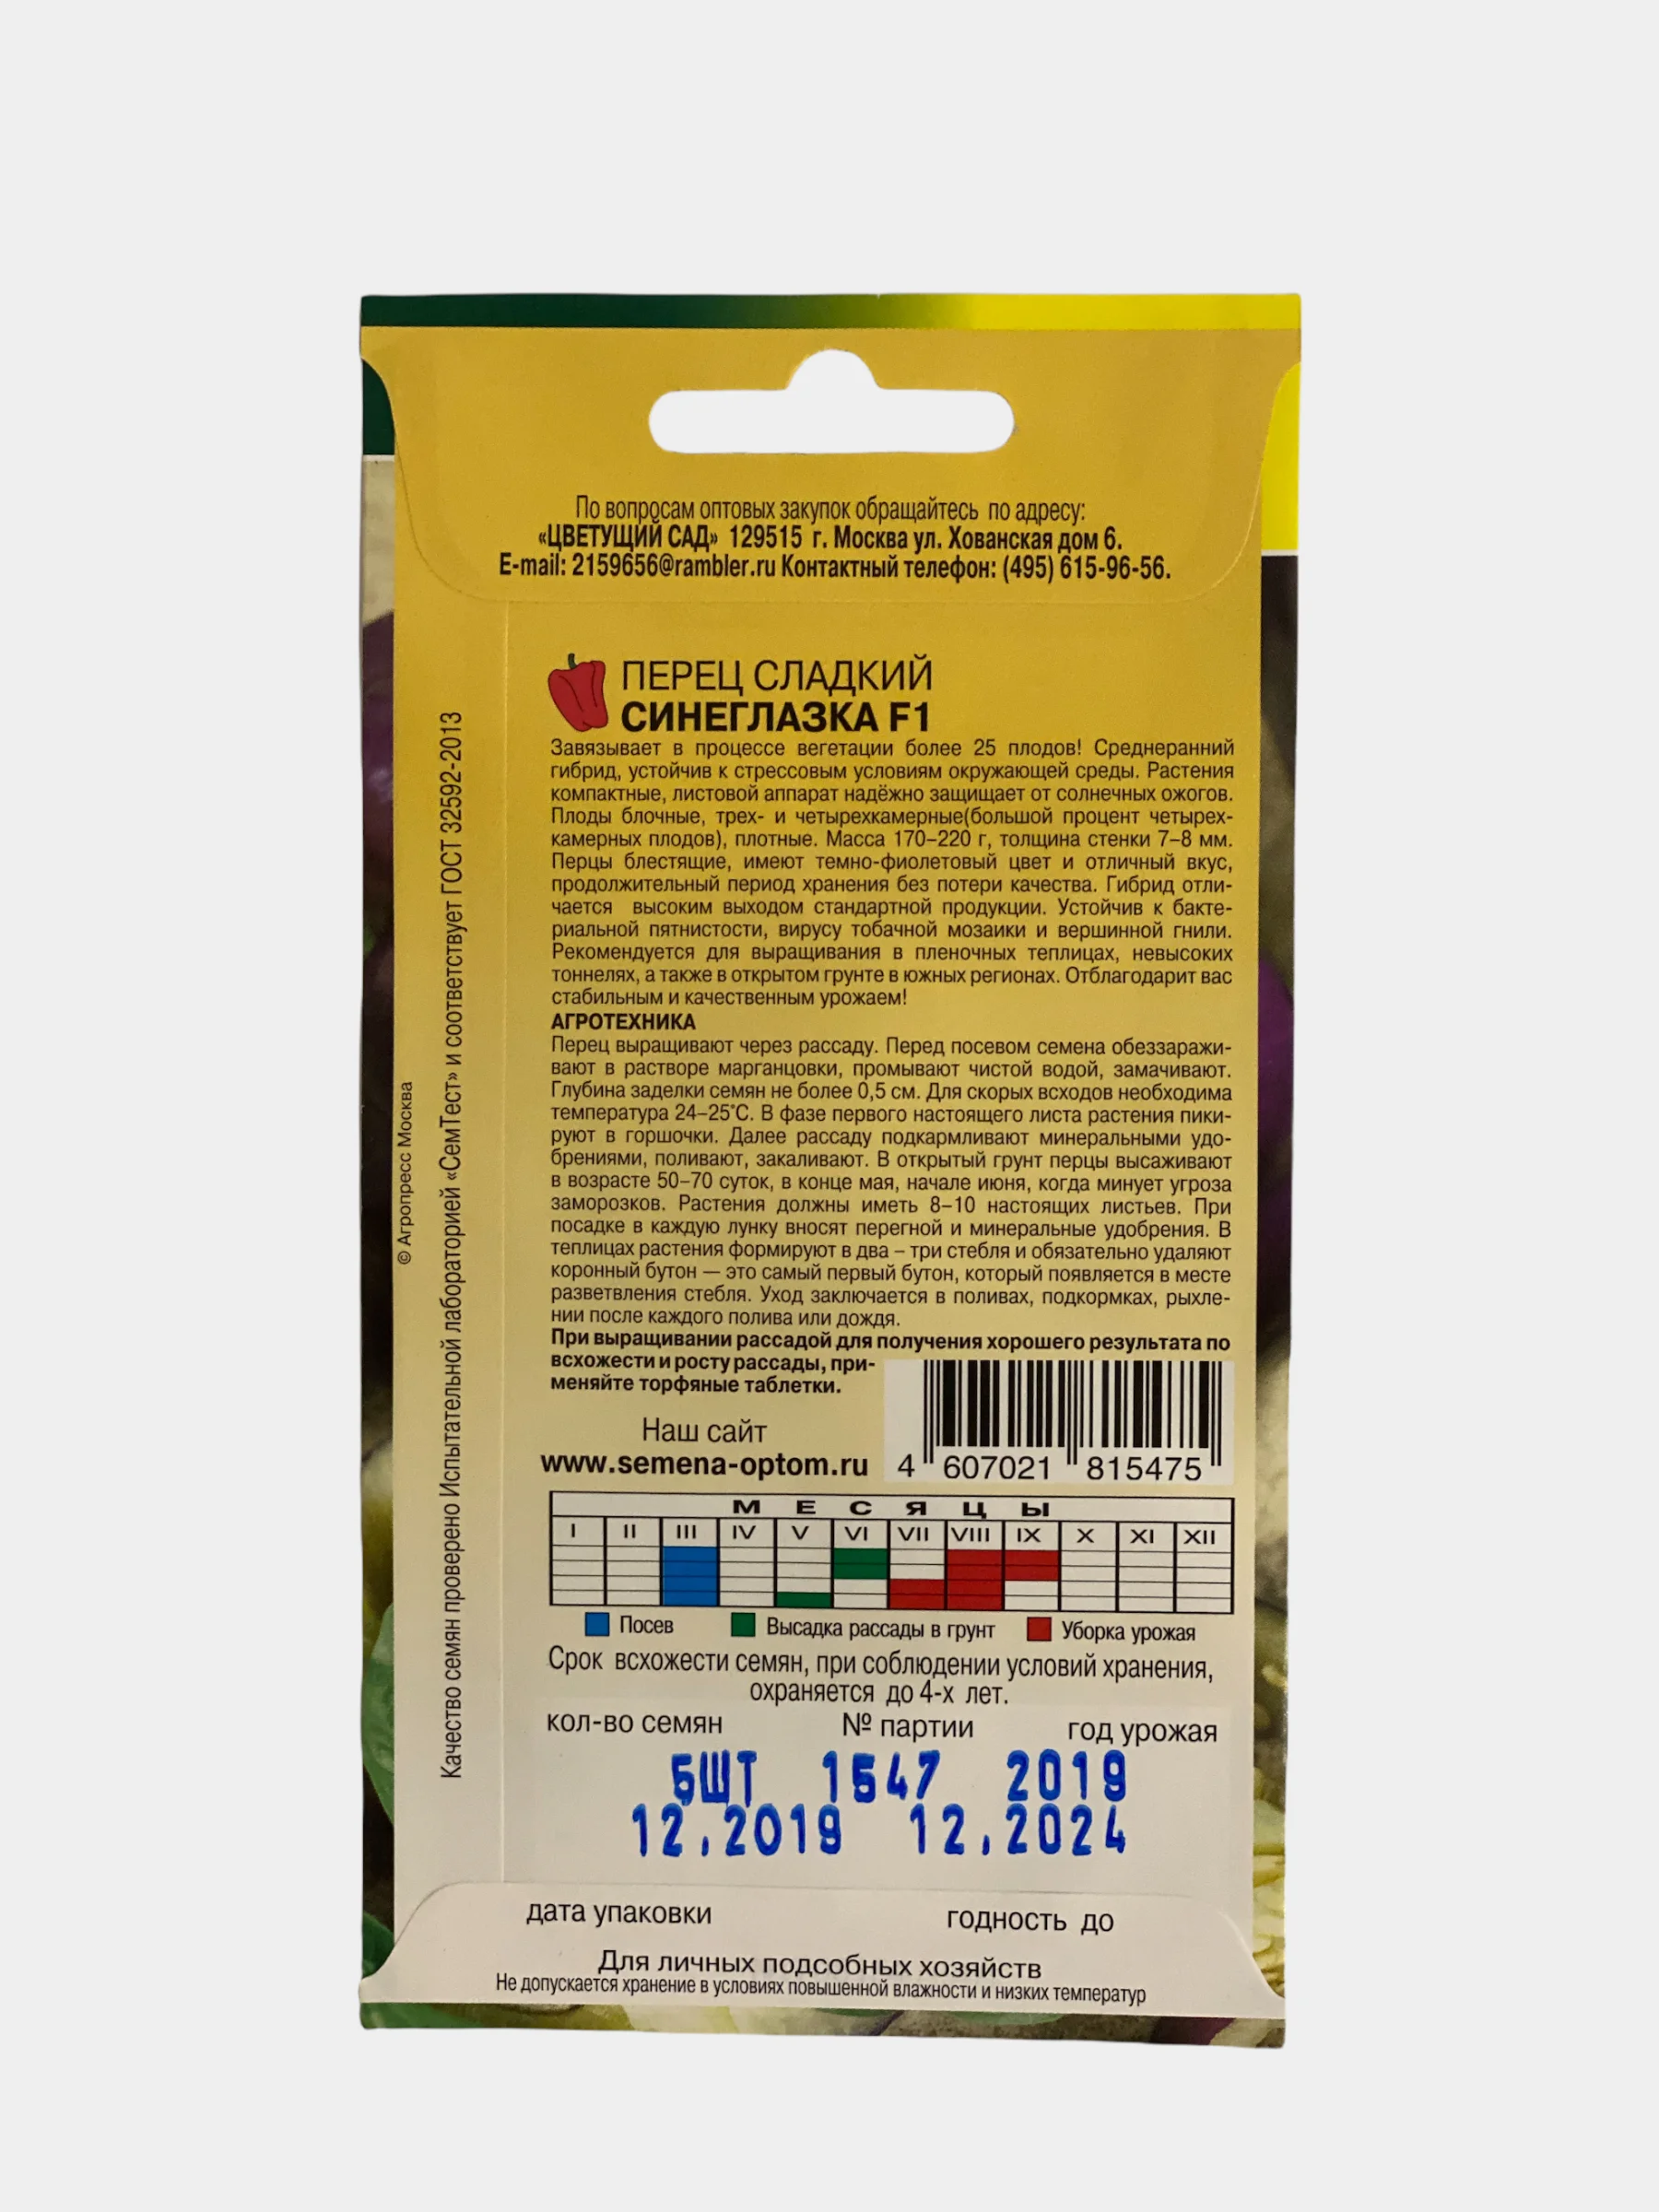 По вопросам оптовых закупок обращайтесь по адресу:
«ЦВЕТУЩИЙ САД» 129515 г. Москва ул. Хованская дом 6.
E-mail: 2159656@rambler.ru Контактный телефон: (495) 615-96-56.
ПЕРЕЦ СЛАДКИЙ
СИНЕГЛАЗКА F1
Завязывает в процессе вегетации более 25 плодов! Среднеранний
гибрид, устойчив к стрессовым условиям окружающей среды. Растения
компактные, листовой аппарат надёжно защищает от солнечных ожогов.
Плоды блочные, трех- и четырехкамерные(большой процент четырех-
камерных плодов), плотные. Масса 170–220 г, толщина стенки 7–8 мм.
Перцы блестящие, имеют темно-фиолетовый цвет и отличный вкус,
продолжительный период хранения без потери качества. Гибрид отли-
чается высоким выходом стандартной продукции. Устойчив к бакте-
риальной пятнистости, вирусу тобачной мозаики и вершинной гнили.
Рекомендуется для выращивания в пленочных теплицах, невысоких
тоннелях, а также в открытом грунте в южных регионах. Отблагодарит вас
стабильным и качественным урожаем!
АГРОТЕХНИКА
Перец выращивают через рассаду. Перед посевом семена обеззаражи-
вают в растворе марганцовки, промывают чистой водой, замачивают.
Глубина заделки семян не более 0,5 см. Для скорых всходов необходима
температура 24–25°С. В фазе первого настоящего листа растения пики-
руют в горшочки. Далее рассаду подкармливают минеральными удо-
брениями, поливают, закаливают. В открытый грунт перцы высаживают
в возрасте 50–70 суток, в конце мая, начале июня, когда минует угроза
заморозков. Растения должны иметь 8–10 настоящих листьев. При
посадке в каждую лунку вносят перегной и минеральные удобрения. В
теплицах растения формируют в два – три стебля и обязательно удаляют
коронный бутон — это самый первый бутон, который появляется в месте
разветвления стебля. Уход заключается в поливах, подкормках, рыхле-
нии после каждого полива или дождя.
При выращивании рассадой для получения хорошего результата по
всхожести и росту рассады, при-
меняйте торфяные таблетки.
Наш сайт
www.semena-optom.ru
4 607021 815475
МЕСЯЦЫ
I II III IV V VI VII VIII IX X XI XII
Посев Высадка рассады в грунт Уборка урожая
Срок всхожести семян, при соблюдении условий хранения,
охраняется до 4-х лет.
кол-во семян № партии год урожая
5ШТ 1547 2019
12.2019 12.2024
дата упаковки годность до
Для личных подсобных хозяйств
Не допускается хранение в условиях повышенной влажности и низких температур
© Агропресс Москва
Качество семян проверено Испытательной лабораторией «СемТест» и соответствует ГОСТ 32592-2013